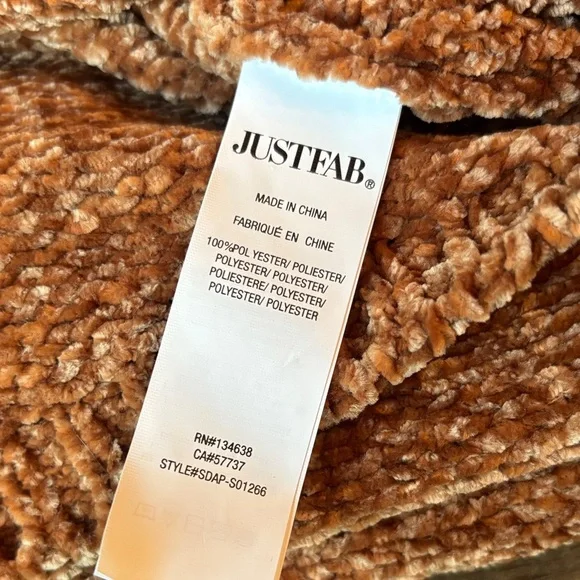 JUSTFAB®
MADE IN CHINA
FABRIQUÉ EN CHINE
100%POL YESTER/ POLIESTER/
POLYESTER/ POLYESTER/
POLIESTERE/ POLYESTER/
POLYESTER/ POLYESTER
RN#134638
CA#57737
STYLE#SDAP-S01266